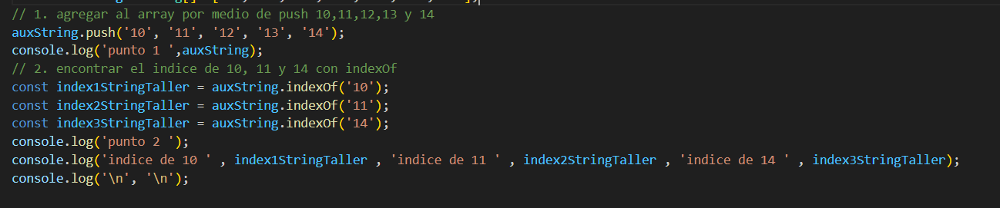 // 1. agregar al array por medio de push 10,11,12,13 y 14
auxString.push('10', '11', '12', '13', '14');
console.log('punto 1 ',auxString);
// 2. encontrar el indice de 10, 11 y 14 con indexOf
const index1StringTaller = auxString.indexOf('10');
const index2StringTaller = auxString.indexOf('11');
const index3StringTaller = auxString.indexOf('14');
console.log('punto 2 ');
console.log('indice de 10 ' , index1StringTaller , 'indice de 11 ' , index2StringTaller , 'indice de 14 ' , index3StringTaller);
console.log('\n', '\n');